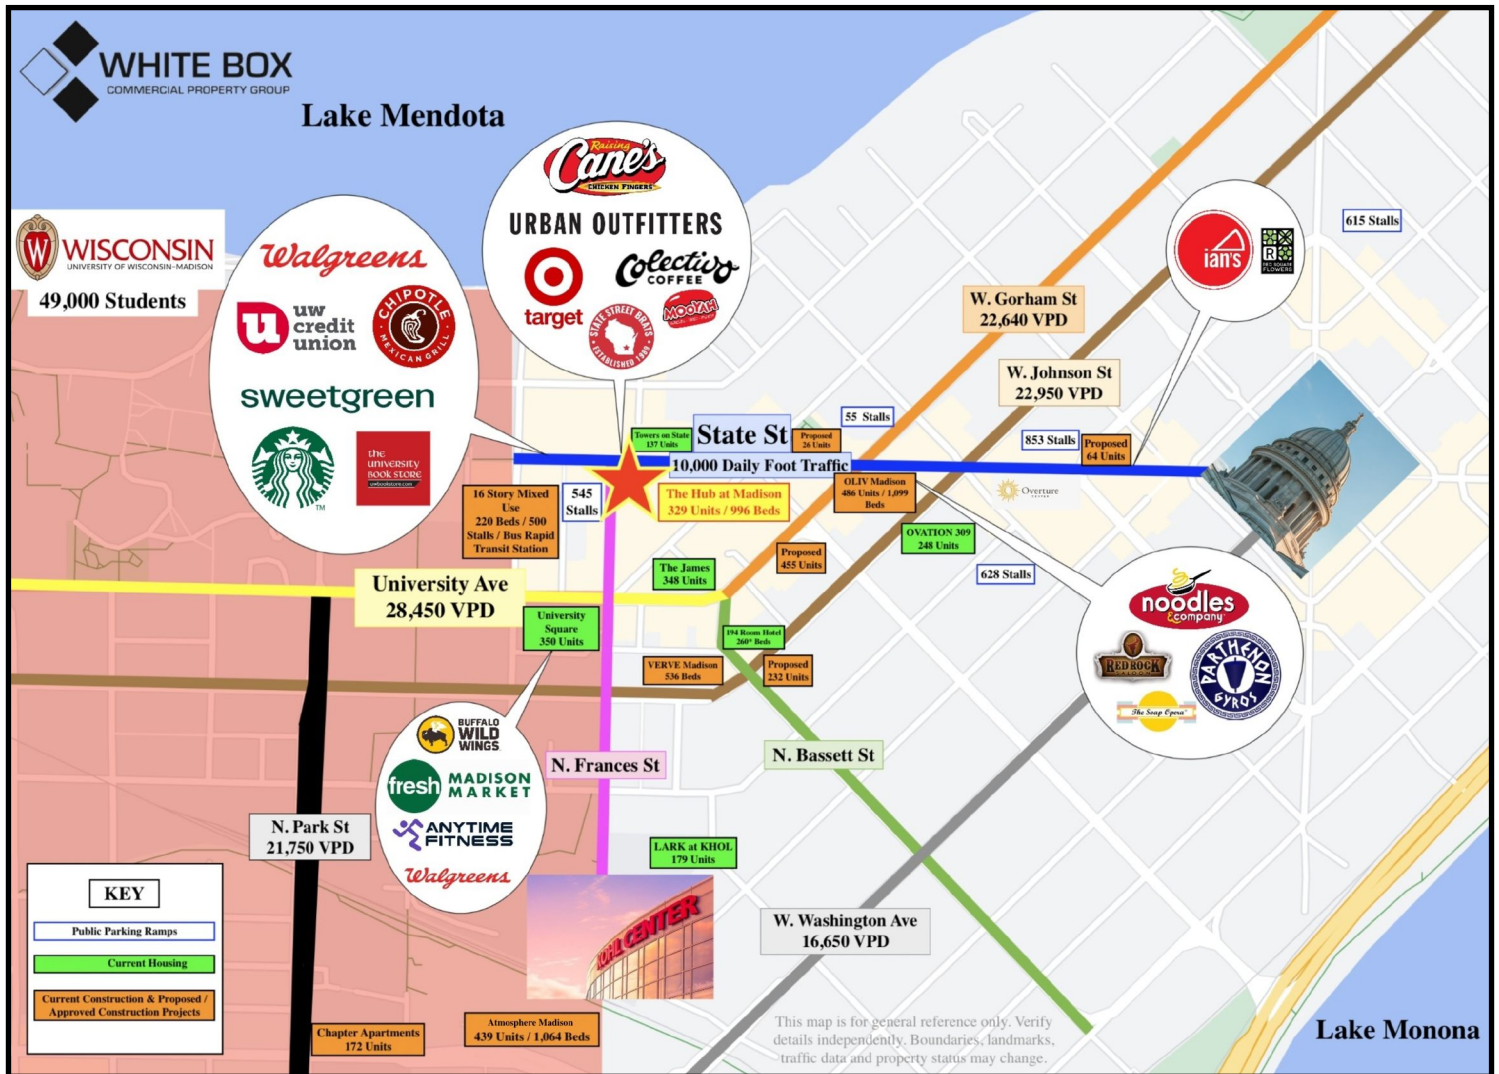 WHITE BOX
COMMERCIAL PROPERTY GROUP
Lake Mendota
W
WISCONSIN
UNIVERSITY OF WISCONSIN–MADISON
49,000 Students
Walgreens
uw
credit
union
CHIPOTLE
MEXICAN GRILL
sweetgreen
TM
the
university
book store
uwbookstore.com
Raising
Cane's
CHICKEN FINGERS
URBAN OUTFITTERS
target
Colectivo
COFFEE
STATE STREET BRATS
ESTABLISHED 1989
MOOYAH
ian's
R
RED SQUARE
FLOWERS
615 Stalls
W. Gorham St
22,640 VPD
W. Johnson St
22,950 VPD
55 Stalls
853 Stalls
Proposed
64 Units
Towers on State
137 Units
State St
Proposed
26 Units
10,000 Daily Foot Traffic
16 Story Mixed
Use
220 Beds / 500
Stalls / Bus Rapid
Transit Station
545
Stalls
The Hub at Madison
329 Units / 996 Beds
OLIV Madison
486 Units / 1,099
Beds
Overture
CENTER
OVATION 309
248 Units
628 Stalls
Proposed
455 Units
The James
348 Units
University Ave
28,450 VPD
University
Square
350 Units
194 Room Hotel
260* Beds
VERVE Madison
536 Beds
Proposed
232 Units
noodles
&company
RED ROCK
SALOON
PARTHENON
GYROS
The Soap Opera
BUFFALO
WILD
WINGS
fresh
MADISON
MARKET
ANYTIME
FITNESS
Walgreens
N. Frances St
N. Bassett St
N. Park St
21,750 VPD
LARK at KHOL
179 Units
KOHL CENTER
W. Washington Ave
16,650 VPD
KEY
Public Parking Ramps
Current Housing
Current Construction & Proposed /
Approved Construction Projects
Chapter Apartments
172 Units
Atmosphere Madison
439 Units / 1,064 Beds
This map is for general reference only. Verify
details independently. Boundaries, landmarks,
traffic data and property status may change.
Lake Monona